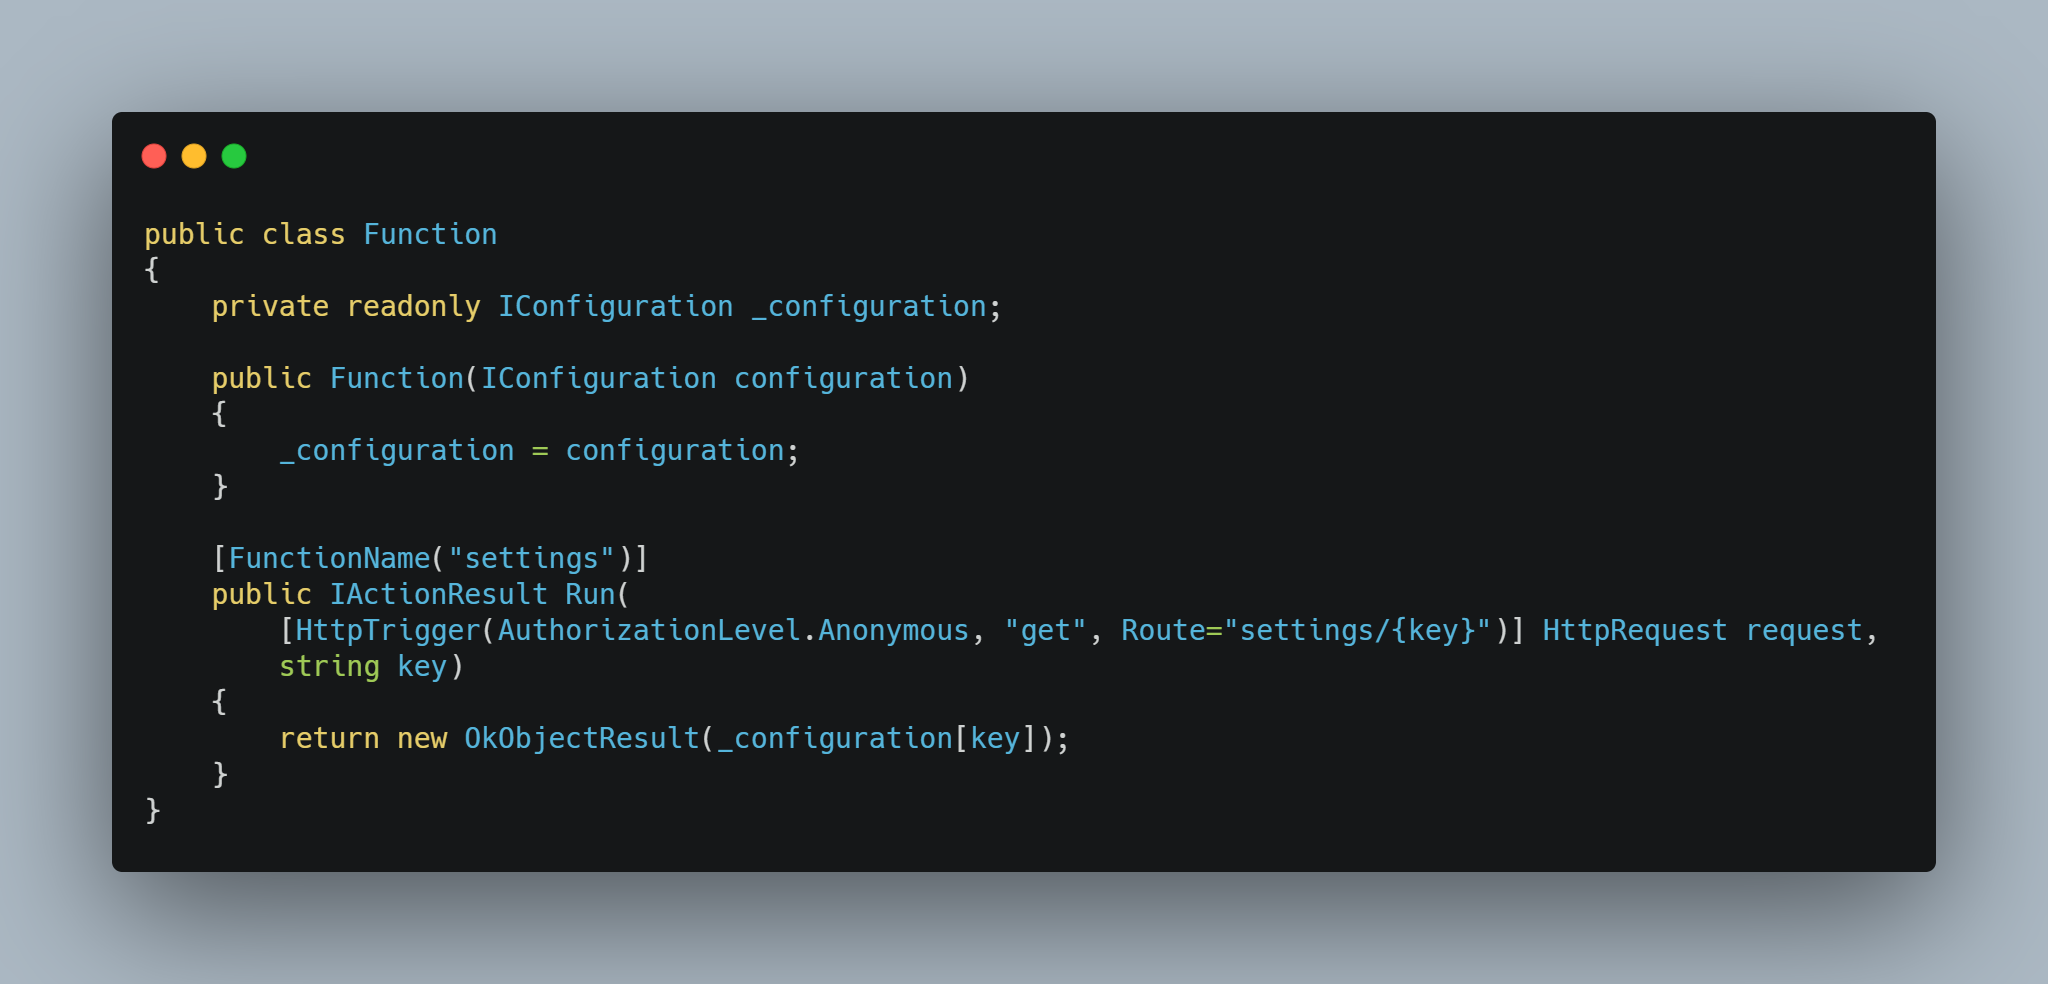 public class Function
{
    private readonly IConfiguration _configuration;

    public Function(IConfiguration configuration)
    {
        _configuration = configuration;
    }

    [FunctionName("settings")]
    public IActionResult Run(
        [HttpTrigger(AuthorizationLevel.Anonymous, "get", Route="settings/{key}")] HttpRequest request,
        string key)
    {
        return new OkObjectResult(_configuration[key]);
    }
}